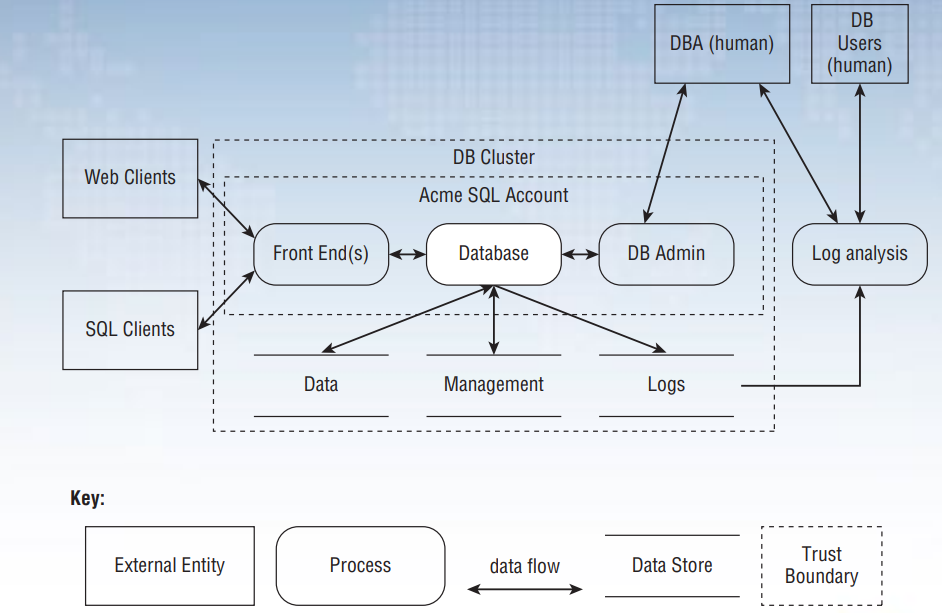 DBA (human)
DB
Users
(human)
DB Cluster
Web Clients
Acme SQL Account
Front End(s)
Database
DB Admin
Log analysis
SQL Clients
Data
Management
Logs
Key:
External Entity
Process
data flow
Data Store
Trust
Boundary